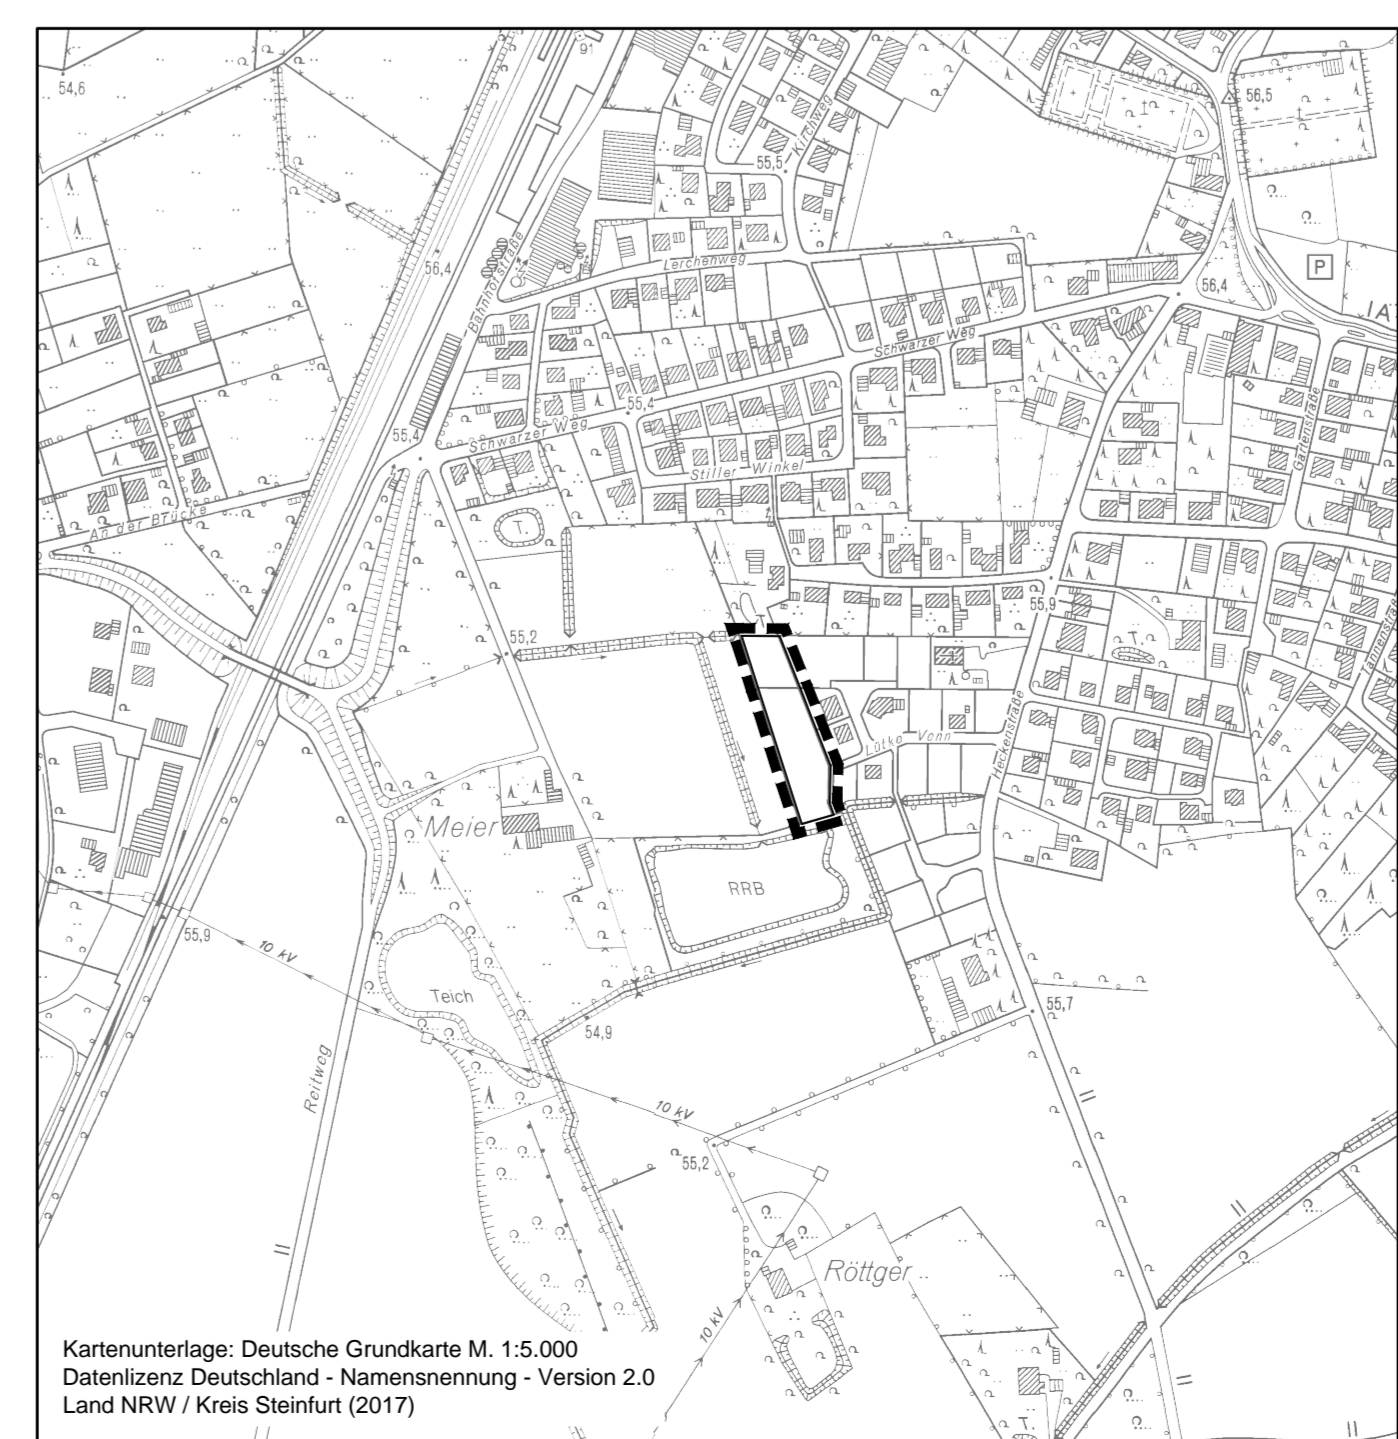 91
54,6
56,5
Kirchweg
55,5
56,4
Bahnhofstraße
Lerchenweg
P
56,4
Schwarzer Weg
Gartenstraße
55,4
55,4
Schwarzer Weg
Stiller Winkel
An der Brücke
T.
55,9
55,2
T.
Tannenstra
Heckenstraße
Lütke Venn
Meier
RRB
55,9
10 kV
Teich
55,7
54,9
Reitweg
10 kV
55,2
Röttger
10 kV
Kartenunterlage: Deutsche Grundkarte M. 1:5.000
Datenlizenz Deutschland - Namensnennung - Version 2.0
Land NRW / Kreis Steinfurt (2017)
T.